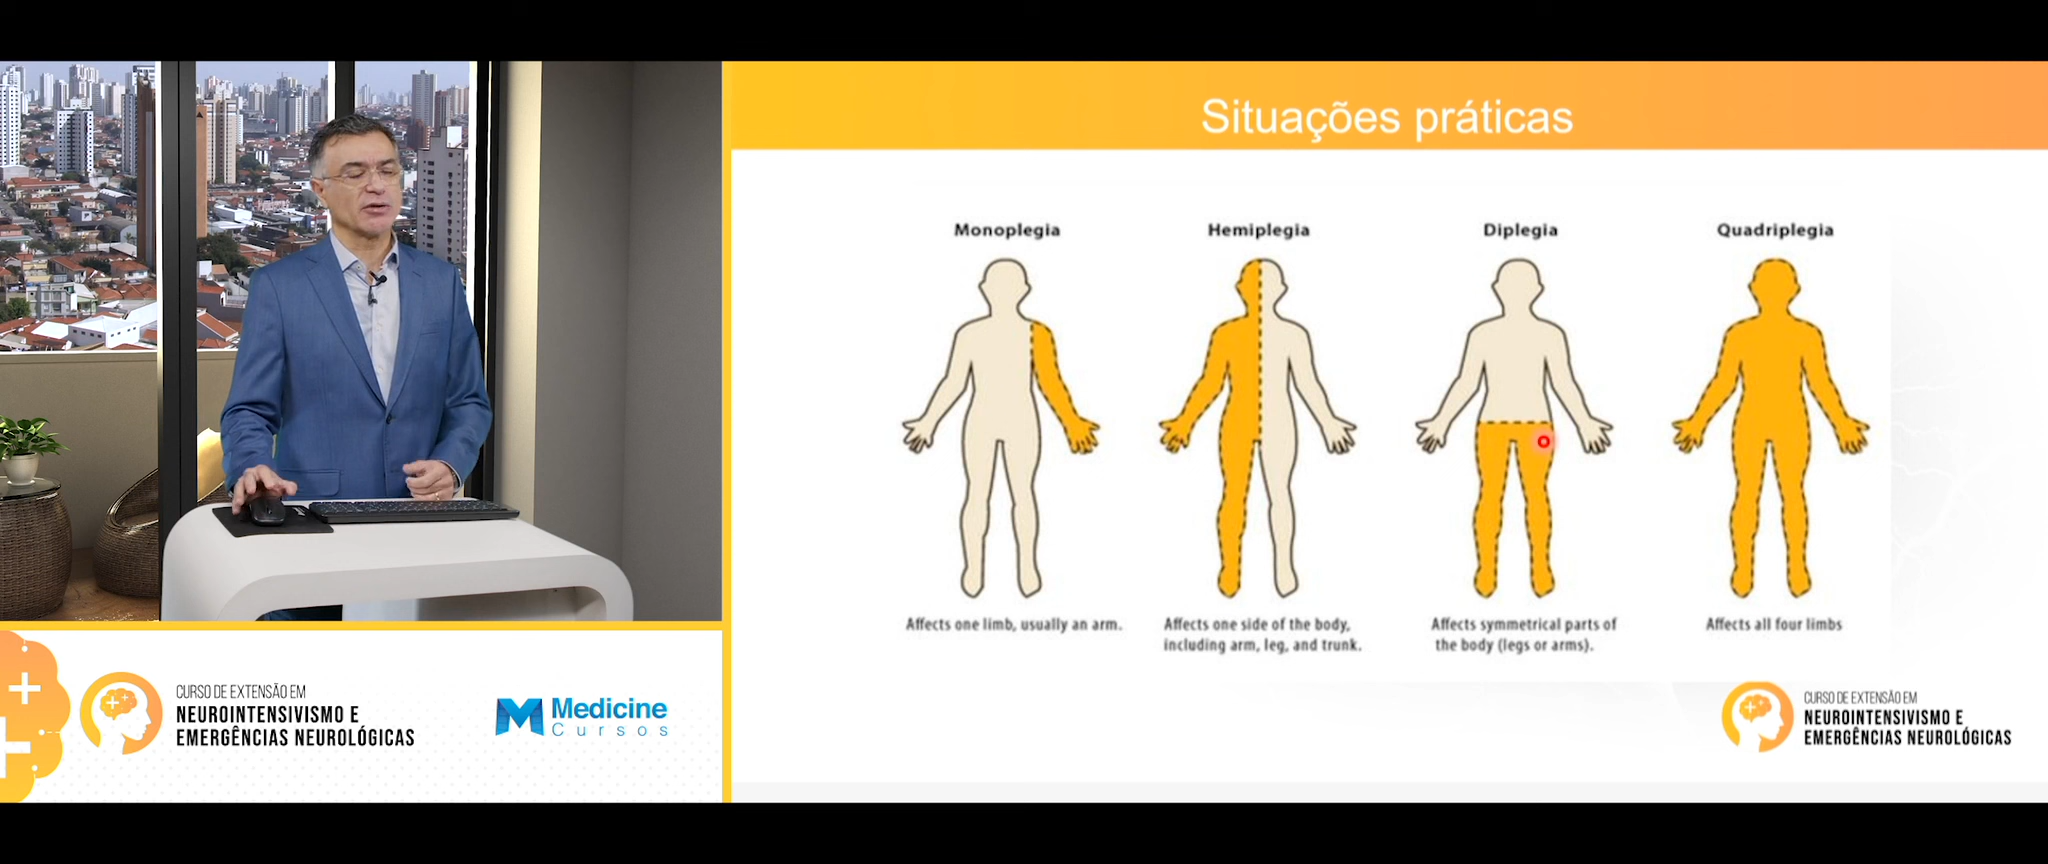 Situações práticas
Monoplegia
Hemiplegia
Diplegia
Quadriplegia
Affects one limb, usually an arm.
Affects one side of the body,
including arm, leg, and trunk.
Affects symmetrical parts of
the body (legs or arms).
Affects all four limbs
CURSO DE EXTENSÃO EM
NEUROINTENSIVISMO E
EMERGÊNCIAS NEUROLÓGICAS
Medicine
Cursos
CURSO DE EXTENSÃO EM
NEUROINTENSIVISMO E
EMERGÊNCIAS NEUROLÓGICAS